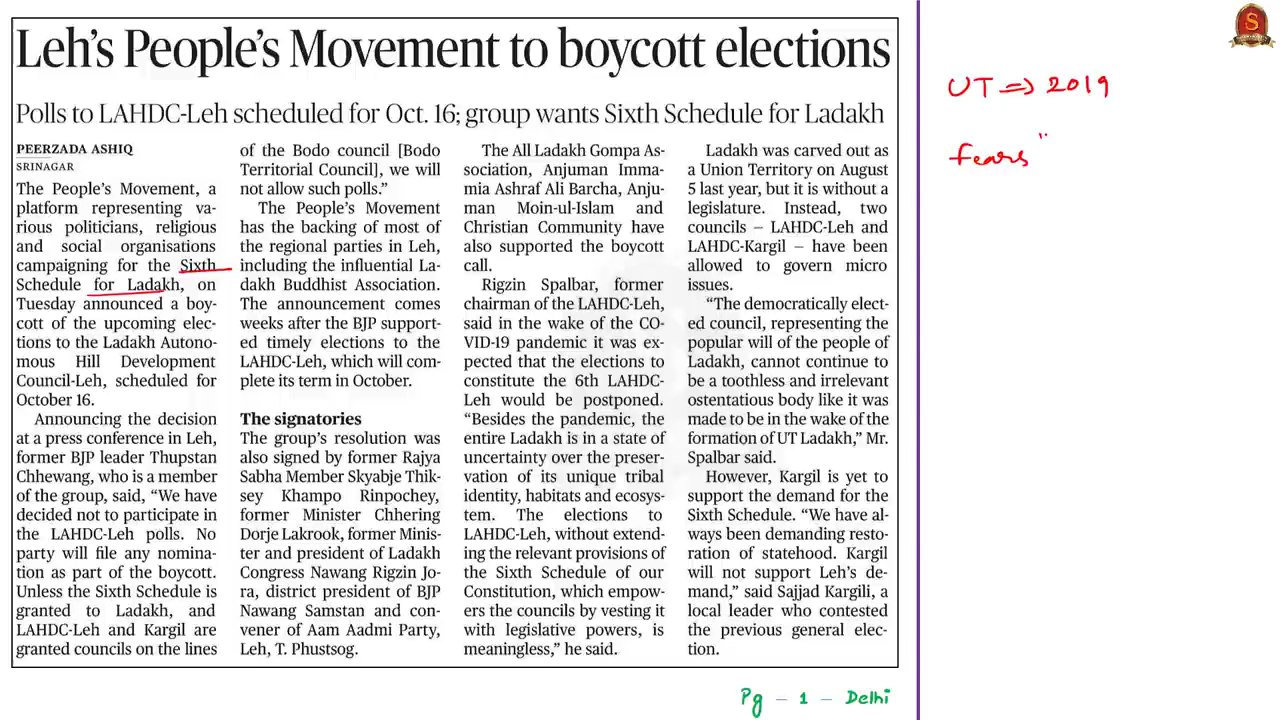 Leh's People's Movement to boycott elections
Polls to LAHDC-Leh scheduled for Oct. 16; group wants Sixth Schedule for Ladakh
PEERZADA ASHIQ
SRINAGAR
The People's Movement, a
platform representing va-
rious politicians, religious
and social organisations
campaigning for the Sixth
Schedule for Ladakh, on
Tuesday announced a boy-
cott of the upcoming elec-
tions to the Ladakh Autono-
mous Hill Development
Council-Leh, scheduled for
October 16.
Announcing the decision
at a press conference in Leh,
former BJP leader Thupstan
Chhewang, who is a member
of the group, said, “We have
decided not to participate in
the LAHDC-Leh polls. No
party will file any nomina-
tion as part of the boycott.
Unless the Sixth Schedule is
granted to Ladakh, and
LAHDC-Leh and Kargil are
granted councils on the lines
of the Bodo council [Bodo
Territorial Council], we will
not allow such polls.”
The People's Movement
has the backing of most of
the regional parties in Leh,
including the influential La-
dakh Buddhist Association.
The announcement comes
weeks after the BJP support-
ed timely elections to the
LAHDC-Leh, which will com-
plete its term in October.
The signatories
The group's resolution was
also signed by former Rajya
Sabha Member Skyabje Thik-
sey Khampo Rinpochey,
former Minister Chhering
Dorje Lakrook, former Minis-
ter and president of Ladakh
Congress Nawang Rigzin Jo-
ra, district president of BJP
Nawang Samstan and con-
vener of Aam Aadmi Party,
Leh, T. Phustsog.
The All Ladakh Gompa As-
sociation, Anjuman Imma-
mia Ashraf Ali Barcha, Anju-
man Moin-ul-Islam and
Christian Community have
also supported the boycott
call.
Rigzin Spalbar, former
chairman of the LAHDC-Leh,
said in the wake of the CO-
VID-19 pandemic it was ex-
pected that the elections to
constitute the 6th LAHDC-
Leh would be postponed.
“Besides the pandemic, the
entire Ladakh is in a state of
uncertainty over the preser-
vation of its unique tribal
identity, habitats and ecosys-
tem. The elections to
LAHDC-Leh, without extend-
ing the relevant provisions of
the Sixth Schedule of our
Constitution, which empow-
ers the councils by vesting it
with legislative powers, is
meaningless,” he said.
Ladakh was carved out as
a Union Territory on August
5 last year, but it is without a
legislature. Instead, two
councils – LAHDC-Leh and
LAHDC-Kargil – have been
allowed to govern micro
issues.
“The democratically elect-
ed council, representing the
popular will of the people of
Ladakh, cannot continue to
be a toothless and irrelevant
ostentatious body like it was
made to be in the wake of the
formation of UT Ladakh,” Mr.
Spalbar said.
However, Kargil is yet to
support the demand for the
Sixth Schedule. “We have al-
ways been demanding resto-
ration of statehood. Kargil
will not support Leh's de-
mand,” said Sajjad Kargili, a
local leader who contested
the previous general elec-
tion.
Pg - 1 - Delhi
UT => 2019
fears "
S